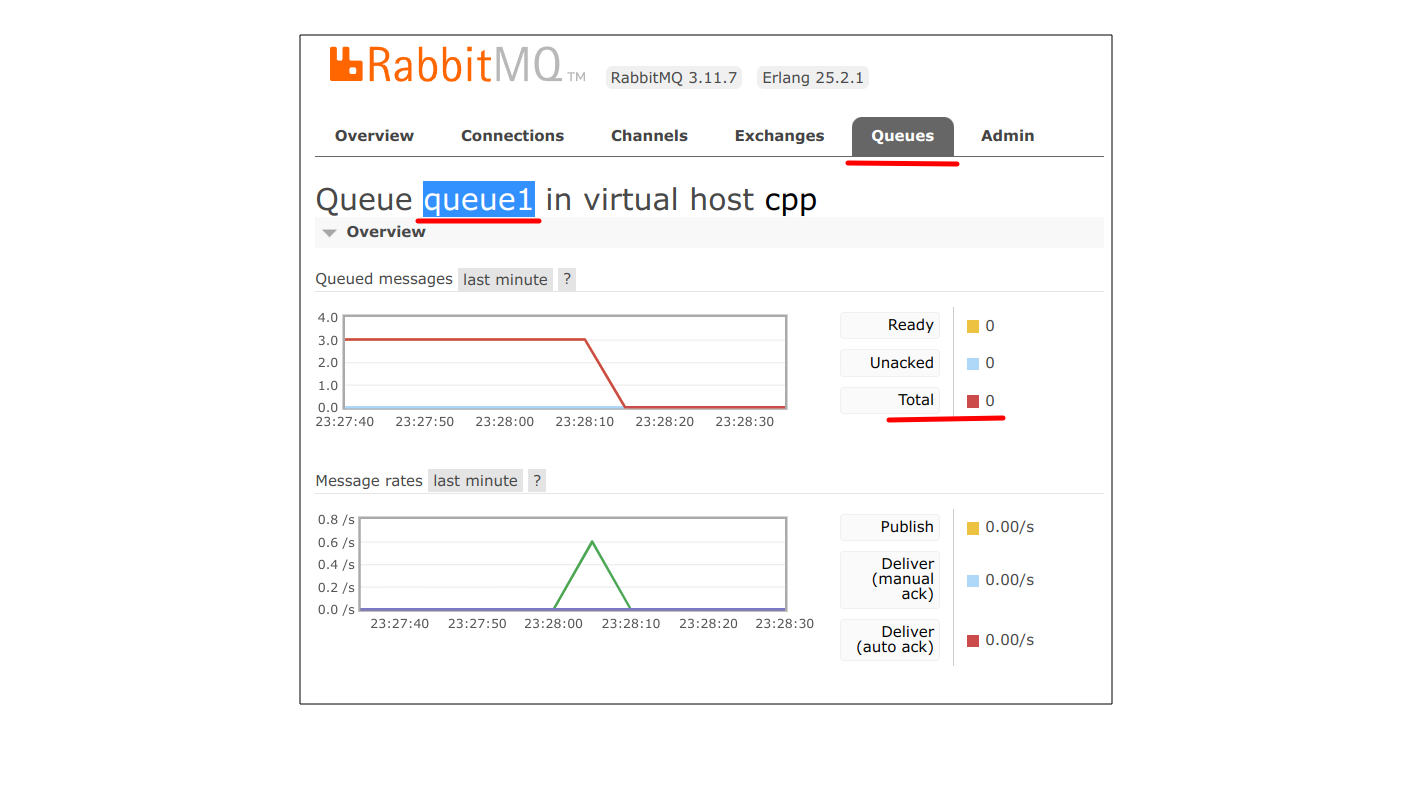 RabbitMQ TM RabbitMQ 3.11.7 Erlang 25.2.1
Overview Connections Channels Exchanges Queues Admin
Queue queue1 in virtual host cpp
Overview
Queued messages last minute ?
4.0
3.0
2.0
1.0
0.0
23:27:40 23:27:50 23:28:00 23:28:10 23:28:20 23:28:30
Ready 0
Unacked 0
Total 0
Message rates last minute ?
0.8 /s
0.6 /s
0.4 /s
0.2 /s
0.0 /s
23:27:40 23:27:50 23:28:00 23:28:10 23:28:20 23:28:30
Publish 0.00/s
Deliver
(manual 0.00/s
ack)
Deliver
(auto ack) 0.00/s